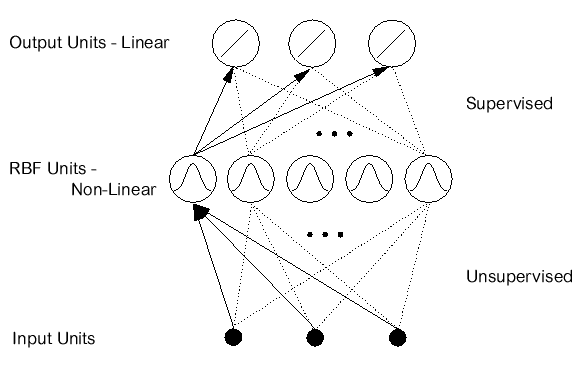 Output Units - Linear
Supervised
RBF Units -
Non-Linear
Unsupervised
Input Units